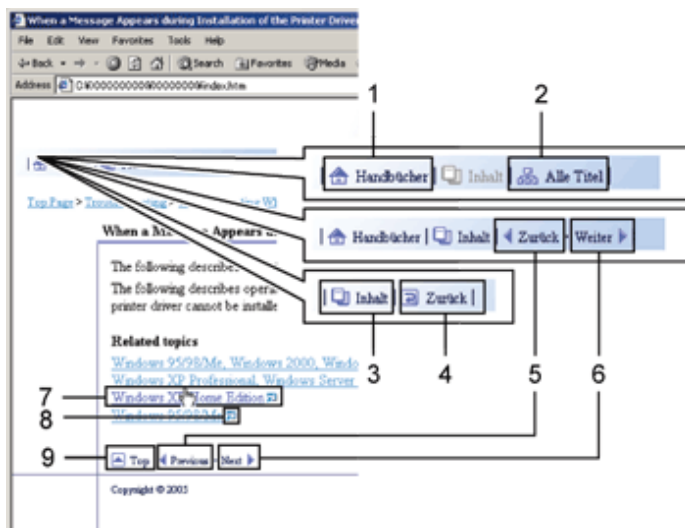 When a Message Appears during Installation of the Printer Driver
File Edit View Favorites Tools Help
Back Search Favorites Media
Address index.htm
1 2
Handbücher Inhalt Alle Titel
Top Page >
Handbücher | Inhalt | Zurück Weiter
When a Appears
The following describes
The following describes
printer driver cannot be
Inhalt Zurück
Related topics
3 4 5 6
Windows 95/98/Me, Windows 2000,
Windows XP Professional, Windows Server
7 Windows XP Home Edition
8 Windows 95/98/Me
9 Top Previous Next
Copyright © 2003